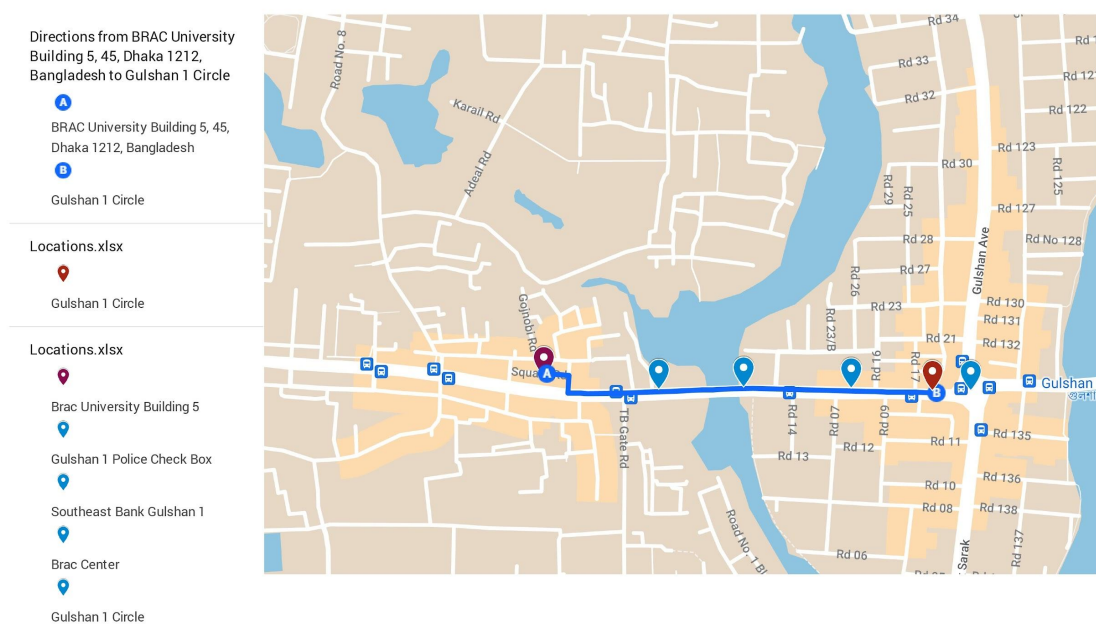 Directions from BRAC University
Building 5, 45, Dhaka 1212,
Bangladesh to Gulshan 1 Circle
A
BRAC University Building 5, 45,
Dhaka 1212, Bangladesh
B
Gulshan 1 Circle
Locations.xlsx
Gulshan 1 Circle
Locations.xlsx
Brac University Building 5
Gulshan 1 Police Check Box
Southeast Bank Gulshan 1
Brac Center
Gulshan 1 Circle
Road No. 8
Karail Rd
Adeal Rd
Gojnobi Rd
A
TB Gate Rd
Road No. 1
Rd 34
Rd 33
Rd 32
Rd 30
Rd 29
Rd 25
Rd 28
Rd 27
Rd 26
Rd 23
Rd 23/B
Rd 21
Rd 16
Rd 17
B
Rd 14
Rd 13
Rd 07
Rd 12
Rd 09
Rd 11
Rd 10
Rd 08
Rd 06
Gulshan Ave
Sarak
Rd 122
Rd 123
Rd 125
Rd 127
Rd No 128
Rd 130
Rd 131
Rd 132
Gulshan
Rd 135
Rd 136
Rd 138
Rd 137